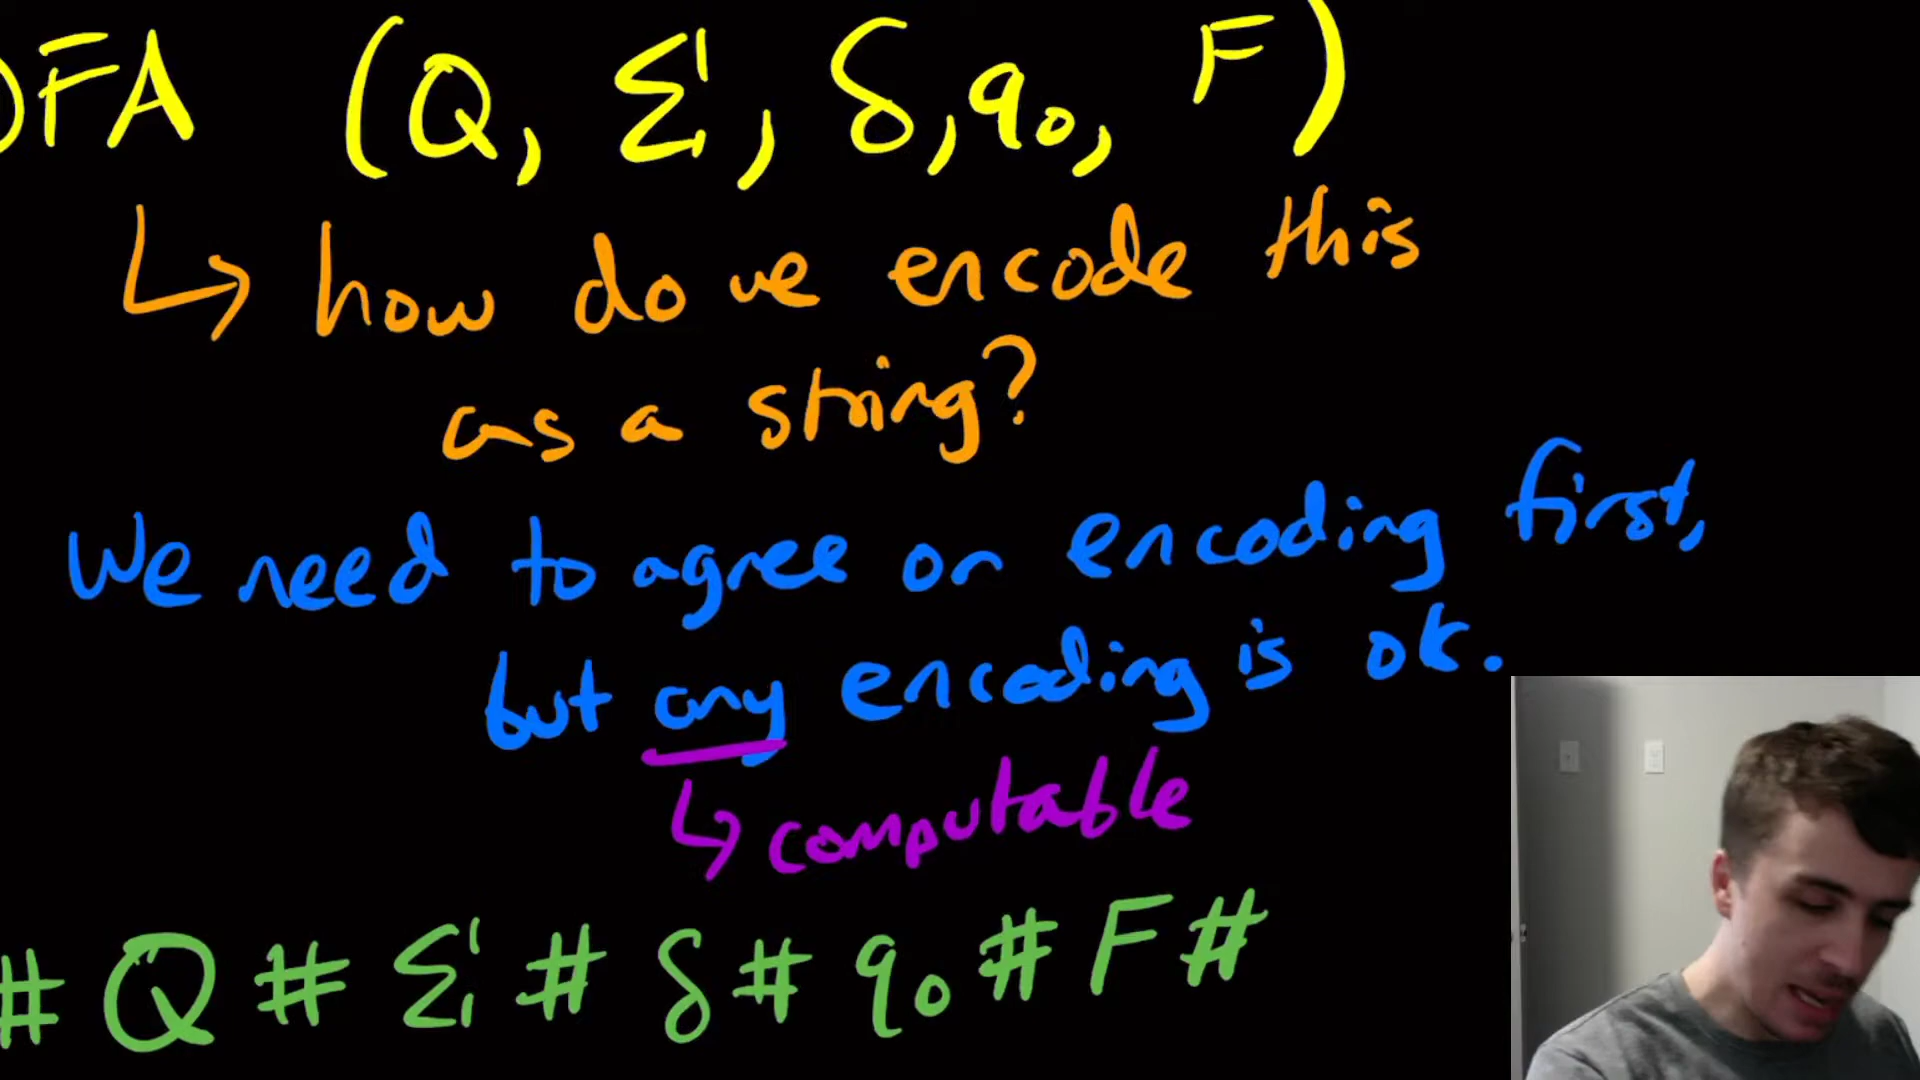 DFA (Q, Σ, δ, q₀, F)
↳ how do we encode this
as a string?
We need to agree on encoding first,
but any encoding is ok.
↳ computable
# Q # Σ # δ # q₀ # F #